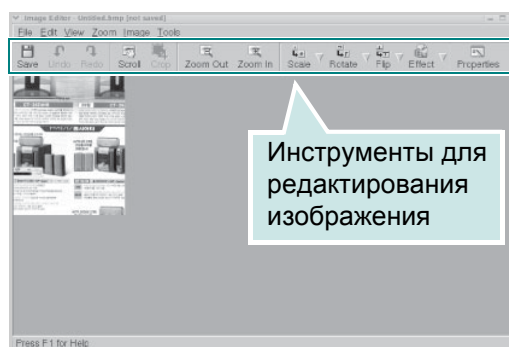 Image Editor - Untitled.bmp (not saved)
File Edit View Zoom Image Tools
Save Undo Redo Scroll Crop Zoom Out Zoom In Scale Rotate Flip Effect Properties
Инструменты для
редактирования
изображения
Press F1 for Help